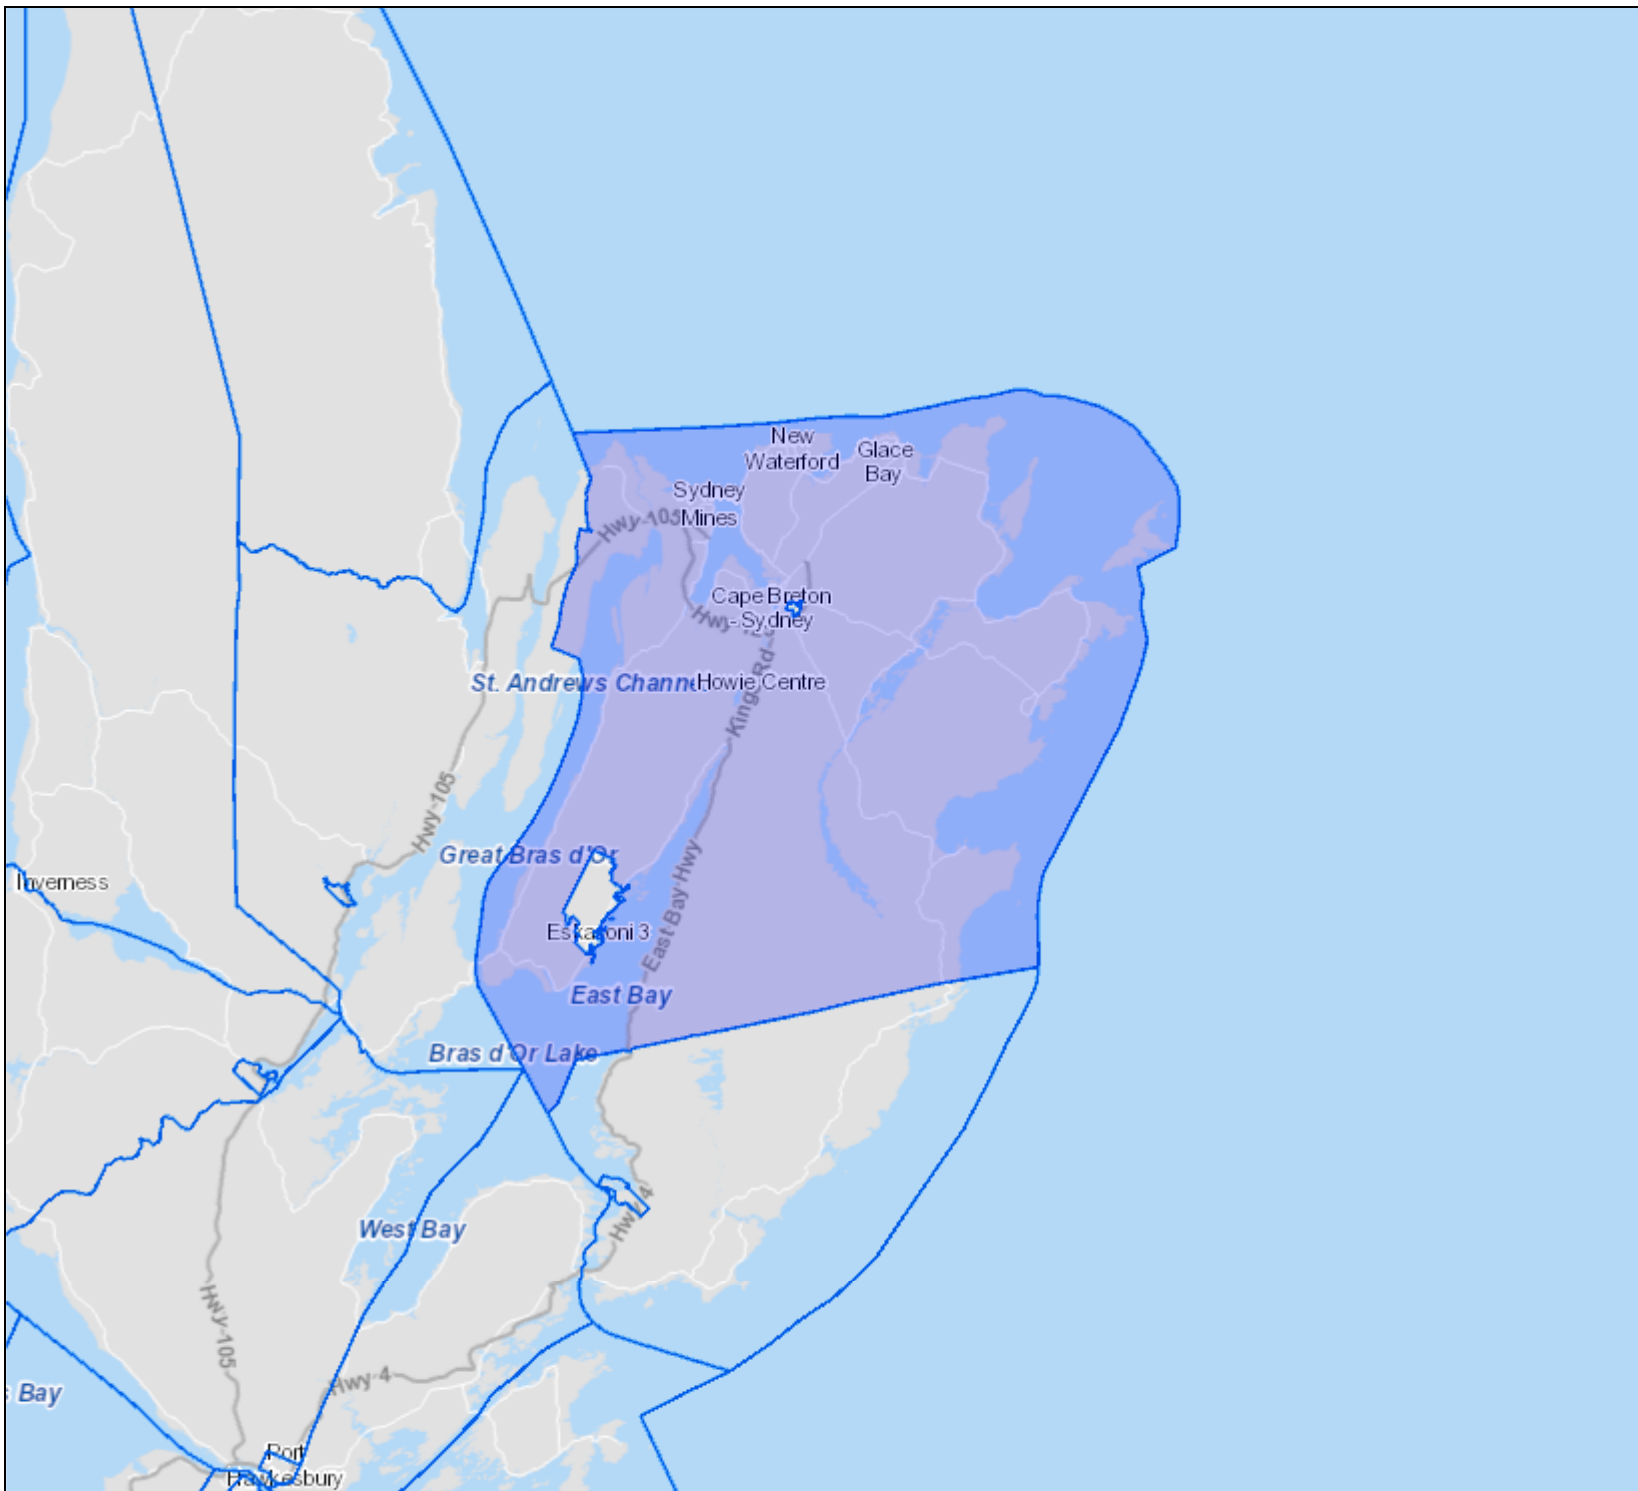 New
Waterford
Glace
Bay
Sydney
Mines
Hwy-105
Cape Breton
- Sydney
Hwy
St. Andrews Channel
Howie Centre
Kings Rd
Hwy-105
Great Bras d'Or
Inverness
East Bay Hwy
Eskasoni 3
East Bay
Bras d'Or Lake
Hwy-4
West Bay
Hwy-105
Hwy-4
s Bay
Port
Hawkesbury